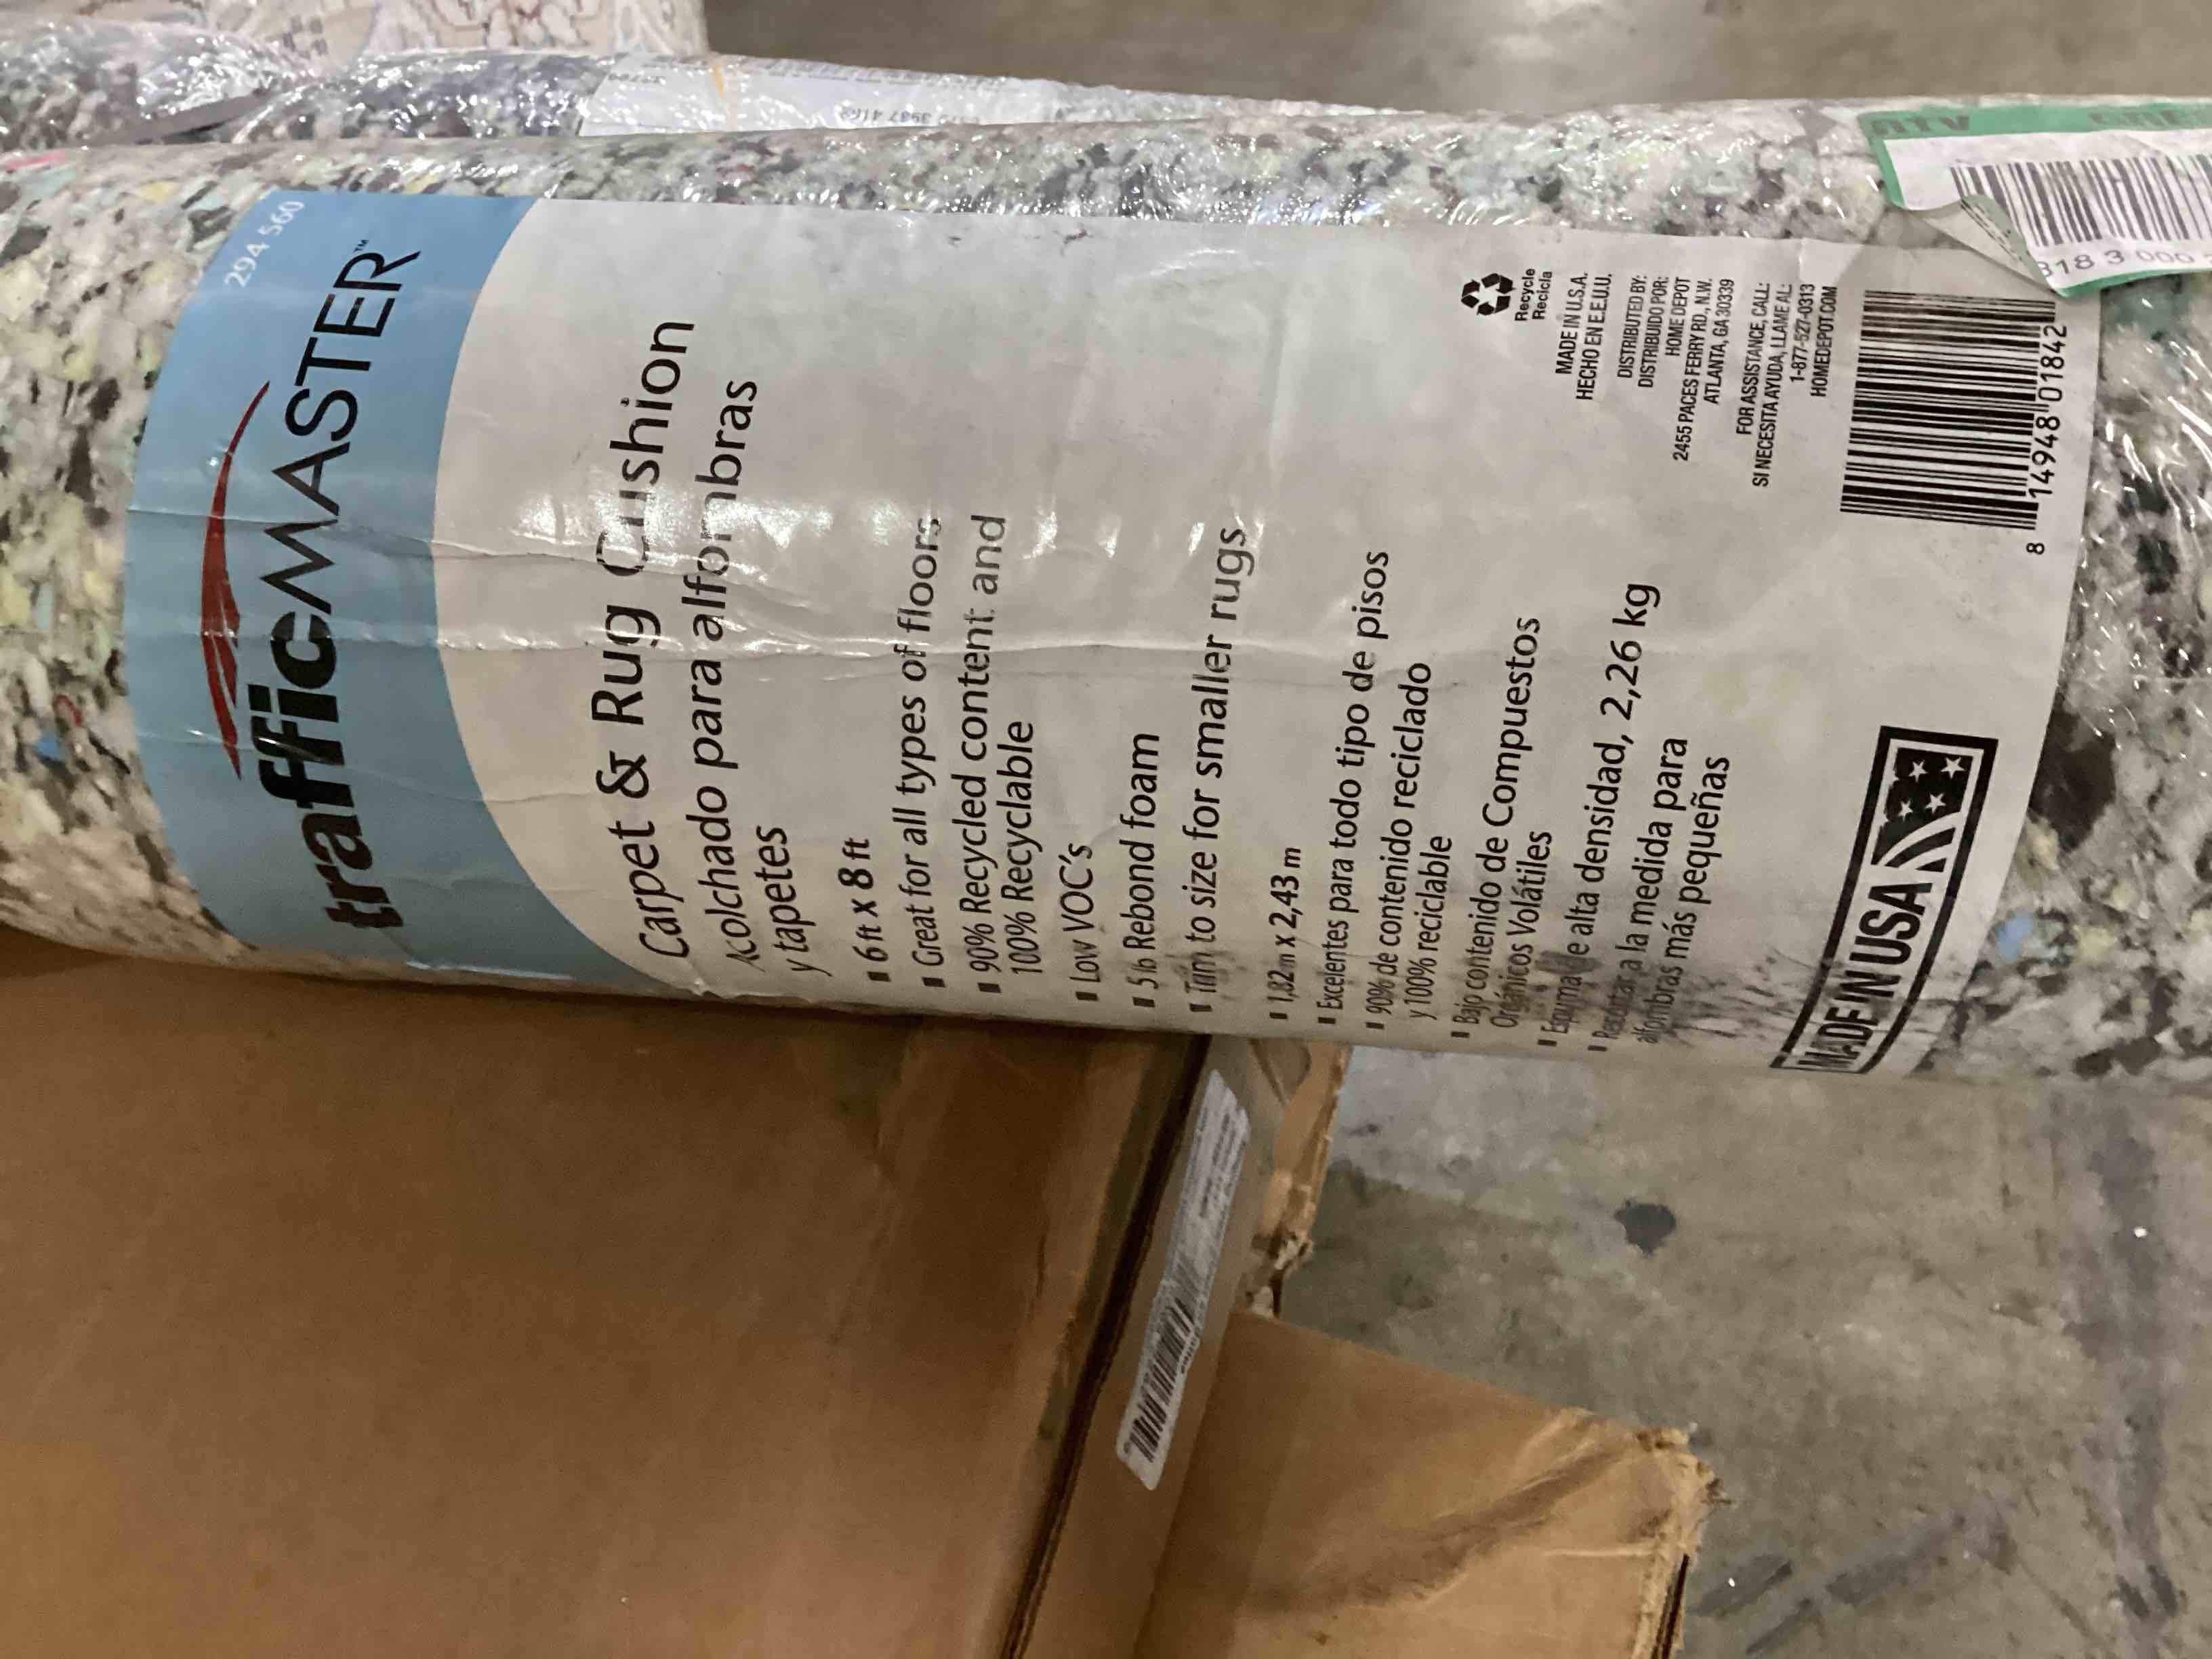 294 560
trafficMASTER™
Carpet & Rug Cushion
Acolchado para alfombras
y tapetes
6 ft x 8 ft
Great for all types of floors
90% Recycled content and
100% Recyclable
Low VOC's
5 lb Rebond foam
Trim to size for smaller rugs
1,82 m x 2,43 m
Excelentes para todo tipo de pisos
90% de contenido reciclado
y 100% reciclable
Bajo contenido de Compuestos
Orgánicos Volátiles
Espuma de alta densidad, 2,26 kg
Recortar a la medida para
alfombras más pequeñas
MADE IN USA
Recycle
Recicla
MADE IN U.S.A.
HECHO EN E.E.U.U.
DISTRIBUTED BY:
DISTRIBUIDO POR:
HOME DEPOT
2455 PACES FERRY RD., N.W.
ATLANTA, GA 30339
FOR ASSISTANCE, CALL:
SI NECESITA AYUDA, LLAME AL:
1-877-527-0313
HOMEDEPOT.COM
8 14948 01842
318 3 000